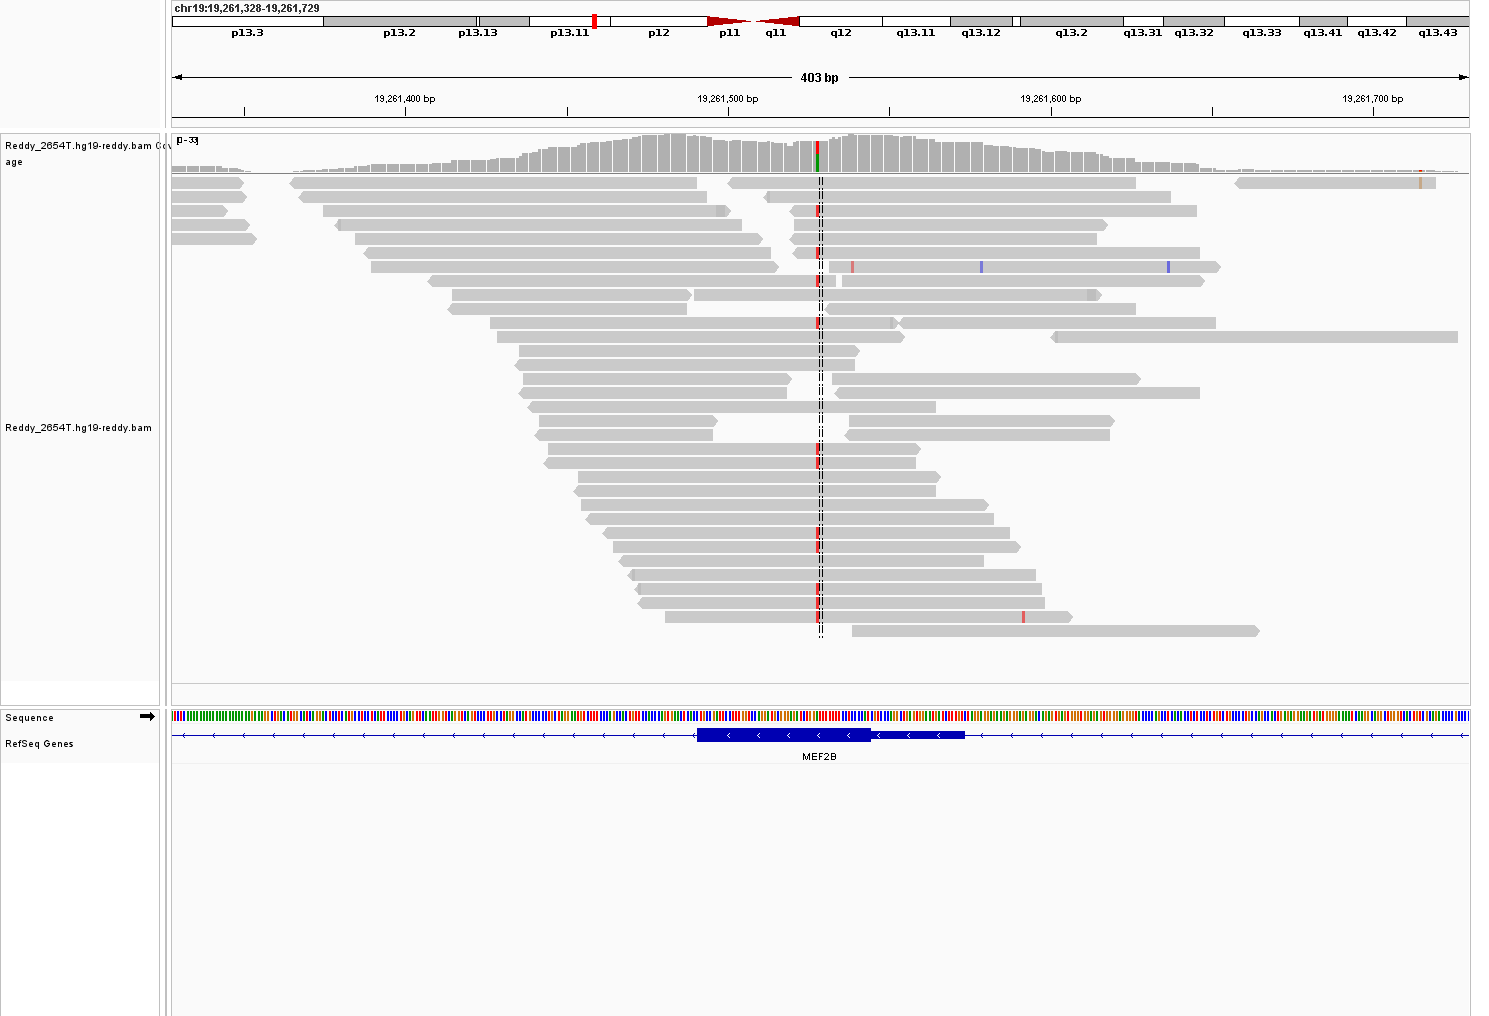 chr19:19,261,328-19,261,729
p13.3 p13.2 p13.13 p13.11 p12 p11 q11 q12 q13.11 q13.12 q13.2 q13.31 q13.32 q13.33 q13.41 q13.42 q13.43
403 bp
19,261,400 bp 19,261,500 bp 19,261,600 bp 19,261,700 bp
[0-33]
Reddy_2654T.hg19-reddy.bam Cov
age
Reddy_2654T.hg19-reddy.bam
Sequence
RefSeq Genes
MEF2B